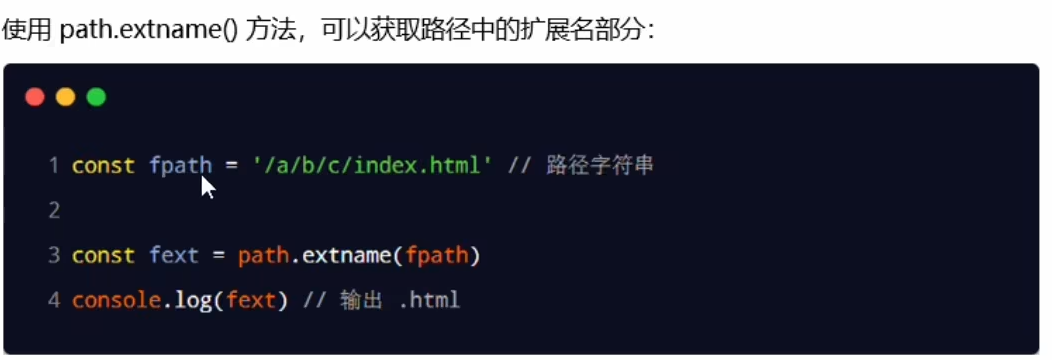 使用 path.extname() 方法，可以获取路径中的扩展名部分：
1 const fpath = '/a/b/c/index.html' // 路径字符串
2
3 const fext = path.extname(fpath)
4 console.log(fext) // 输出 .html